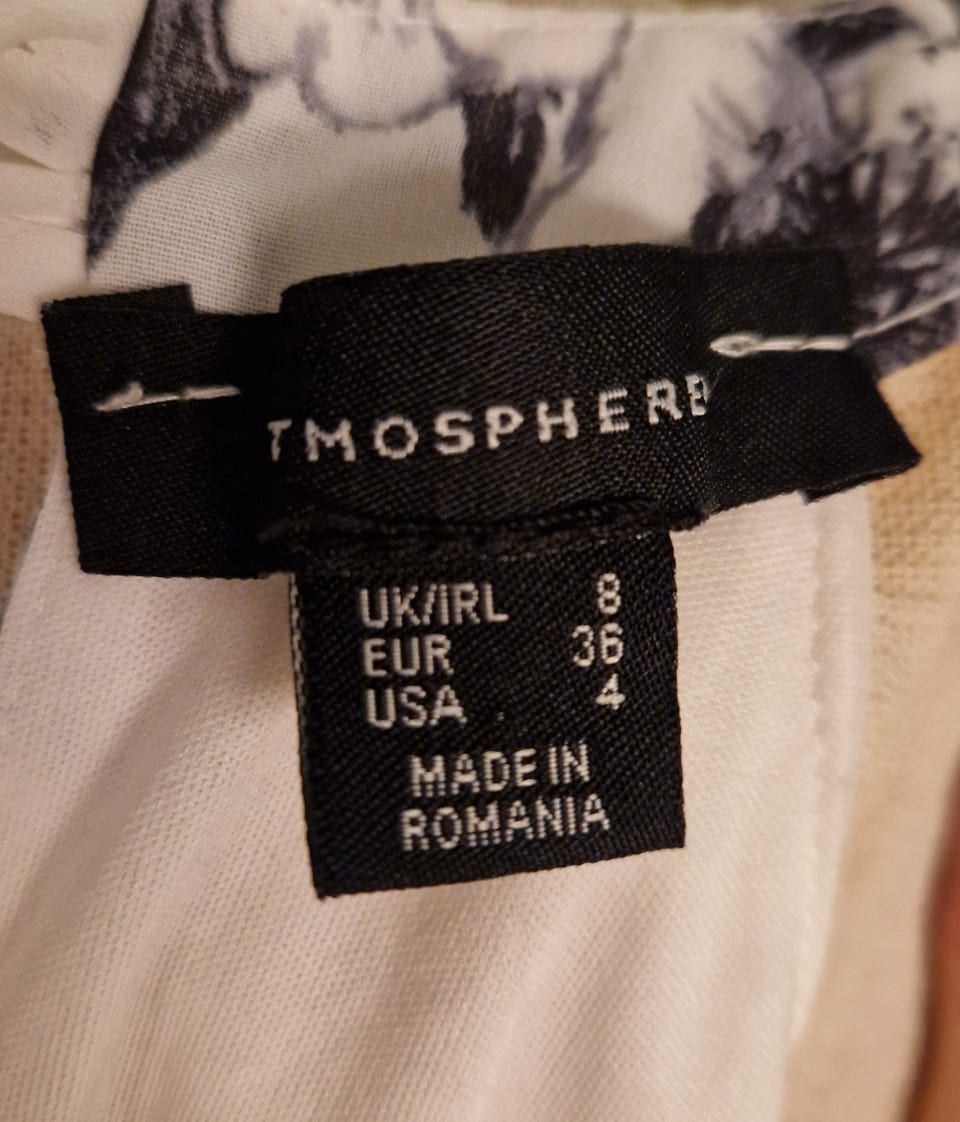 TMOSPHERE
UK/IRL 8
EUR 36
USA 4
MADE IN
ROMANIA